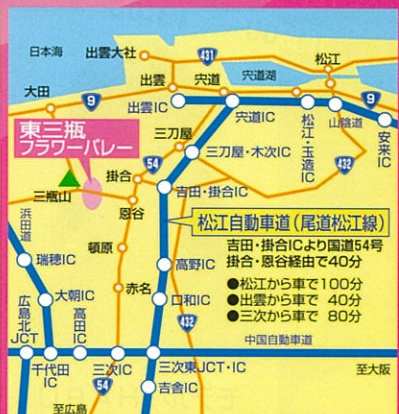 日本海
出雲大社
431
松江
宍道湖
大田
9
出雲
宍道
出雲IC
宍道IC
松江・玉造IC
山陰道
9
安来IC
東三瓶
フラワーバレー
三刀屋
三刀屋・木次IC
54
432
掛合
吉田・掛合IC
三瓶山
恩谷
浜田道
松江自動車道(尾道松江線)
吉田・掛合ICより国道54号
掛合・恩谷経由で40分
頓原
瑞穂IC
高野IC
●松江から車で100分
●出雲から車で 40分
●三次から車で 80分
赤名
大朝IC
口和IC
広島北JCT
高田IC
432
中国自動車道
千代田IC
三次IC
三次東JCT・IC
至大阪
54
吉舎IC
至広島